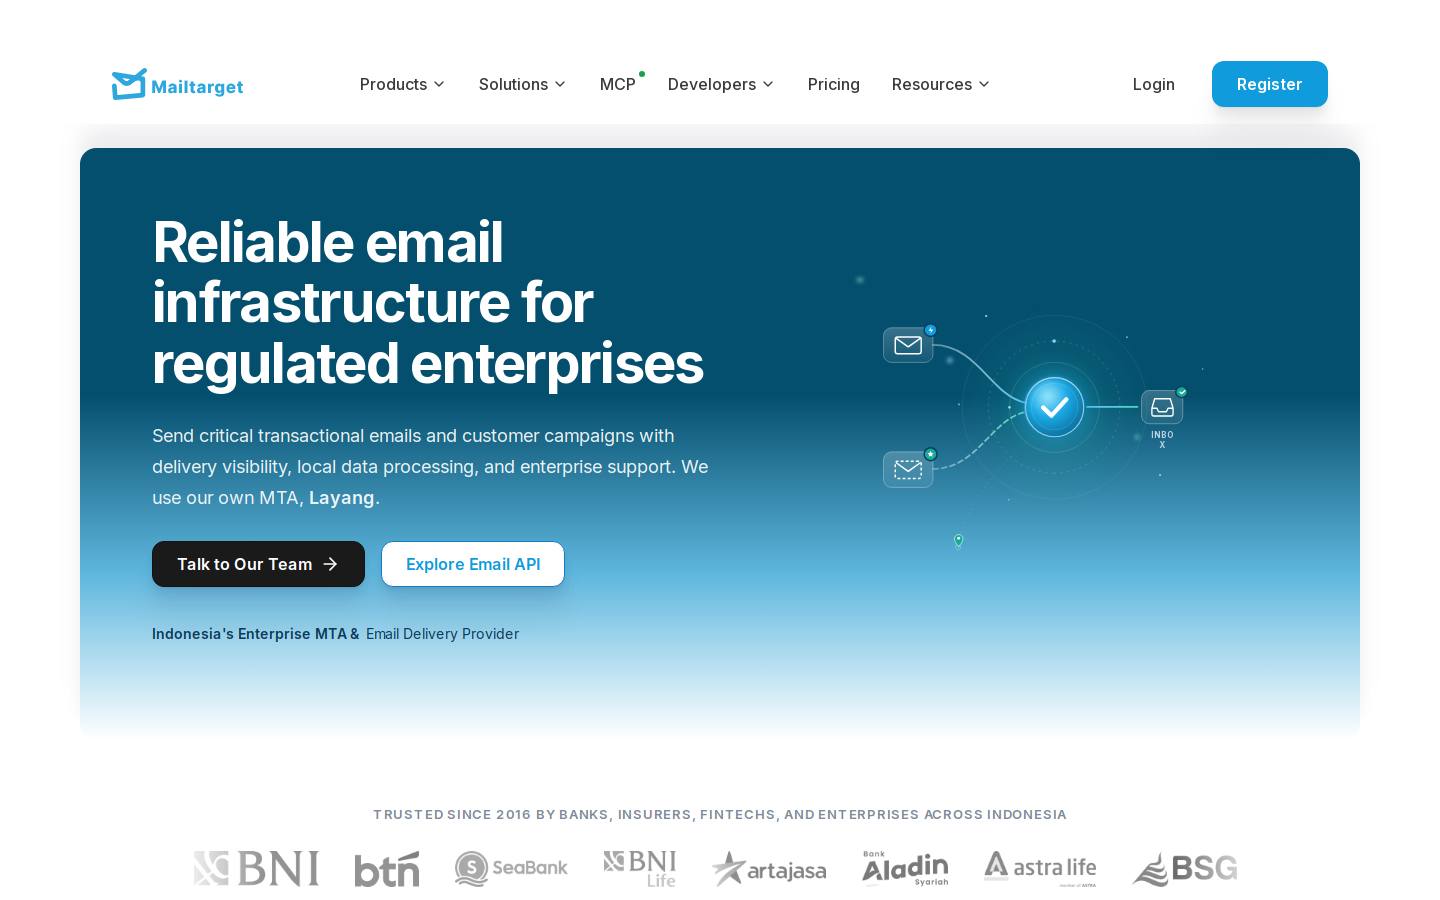 Mailtarget
Products
Solutions
MCP
Developers
Pricing
Resources
Login
Register
Reliable email
infrastructure for
regulated enterprises
Send critical transactional emails and customer campaigns with
delivery visibility, local data processing, and enterprise support. We
use our own MTA, Layang.
Talk to Our Team
Explore Email API
Indonesia's Enterprise MTA & Email Delivery Provider
INBO
X
TRUSTED SINCE 2016 BY BANKS, INSURERS, FINTECHS, AND ENTERPRISES ACROSS INDONESIA
BNI
btn
S SeaBank
BNI
Life
artajasa
Bank
Aladin
Syariah
astra life
member of ASTRA
BSG